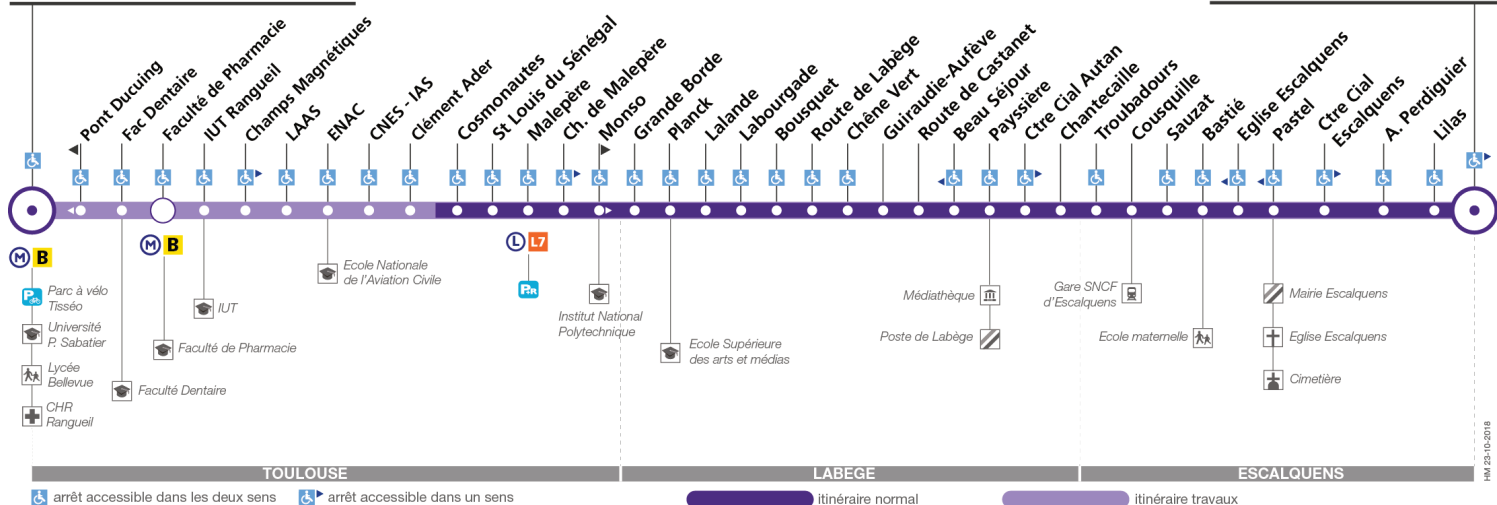 Pont Ducuing
Fac Dentaire
Faculté de Pharmacie
IUT Rangueil
Champs Magnétiques
LAAS
ENAC
CNES - IAS
Clément Ader
Cosmonautes
St Louis du Sénégal
Malepère
Ch. de Malepère
Monso
Grande Borde
Planck
Lalande
Labourgade
Bousquet
Route de Labège
Chêne Vert
Guiraudie-Aufève
Route de Castanet
Beau Séjour
Payssière
Ctre Cial Autan
Chantecaille
Troubadours
Cousquille
Sauzat
Bastié
Eglise Escalquens
Pastel
Ctre Cial
Escalquens
A. Perdiguier
Lilas
M B
Parc à vélo
Tisséo
Université
P. Sabatier
Lycée
Bellevue
CHR
Rangueil
Faculté Dentaire
M B
Faculté de Pharmacie
IUT
Ecole Nationale
de l'Aviation Civile
L L7
P+R
Institut National
Polytechnique
Ecole Supérieure
des arts et médias
Médiathèque
Poste de Labège
Gare SNCF
d'Escalquens
Ecole maternelle
Mairie Escalquens
Eglise Escalquens
Cimetière
HM 23-10-2018
TOULOUSE
LABEGE
ESCALQUENS
arrêt accessible dans les deux sens
arrêt accessible dans un sens
itinéraire normal
itinéraire travaux